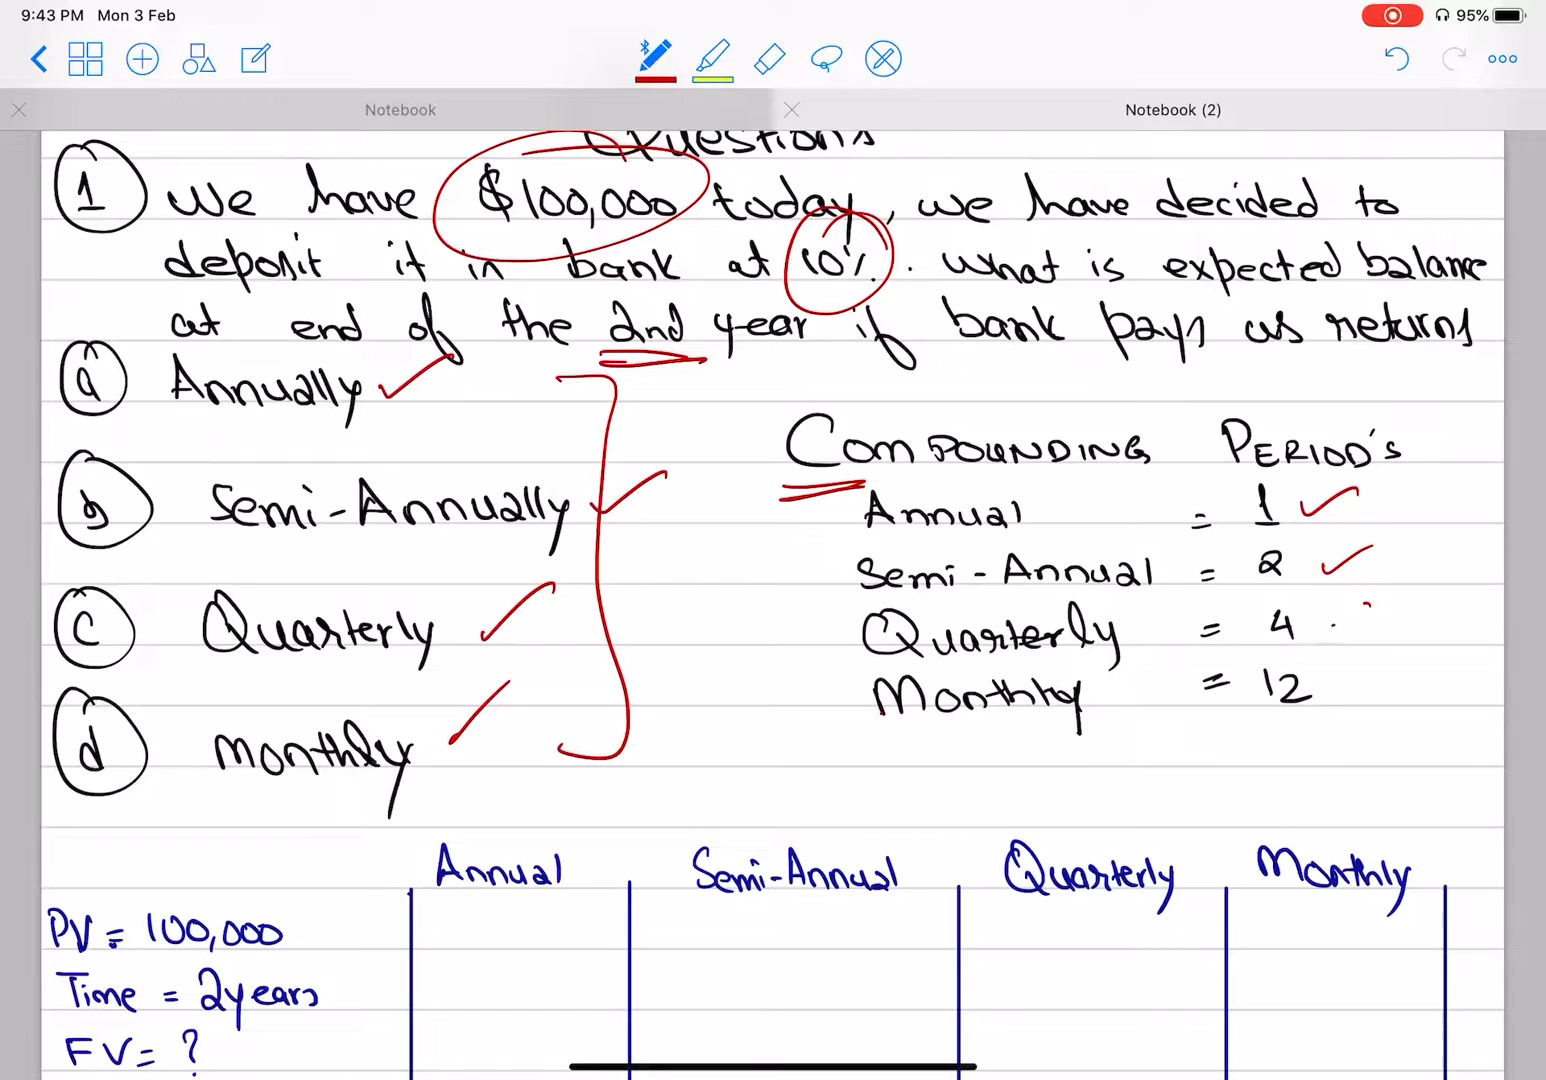 9:43 PM Mon 3 Feb
95%
Notebook
Notebook (2)
Questions
1 We have $100,000 today, we have decided to
deposit it in bank at 10%. What is expected balance
at end of the 2nd year if bank pays us returns
a Annually
b Semi-Annually
c Quarterly
d Monthly
COMPOUNDING PERIOD'S
Annual = 1
Semi-Annual = 2
Quarterly = 4
Monthly = 12
Annual Semi-Annual Quarterly Monthly
PV = 100,000
Time = 2years
FV = ?